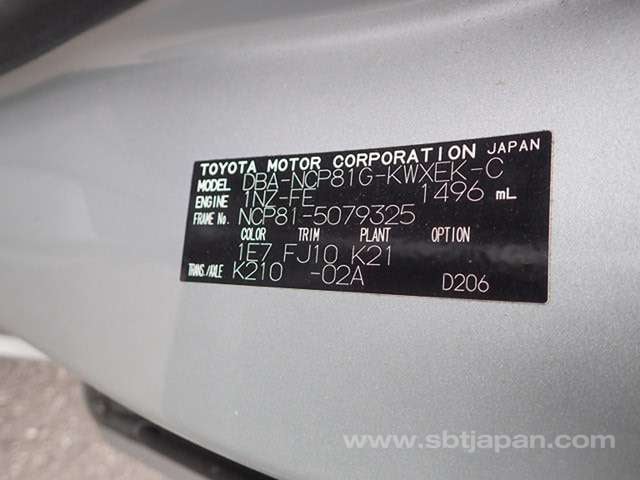 TOYOTA MOTOR CORPORATION JAPAN
MODEL DBA-NCP81G-KWXEK-C
ENGINE 1NZ-FE 1496 mL
FRAME No. NCP81-5079325
COLOR TRIM PLANT OPTION
1E7 FJ10 K21
TRANS./AXLE K210 -02A
D206
www.sbtjapan.com